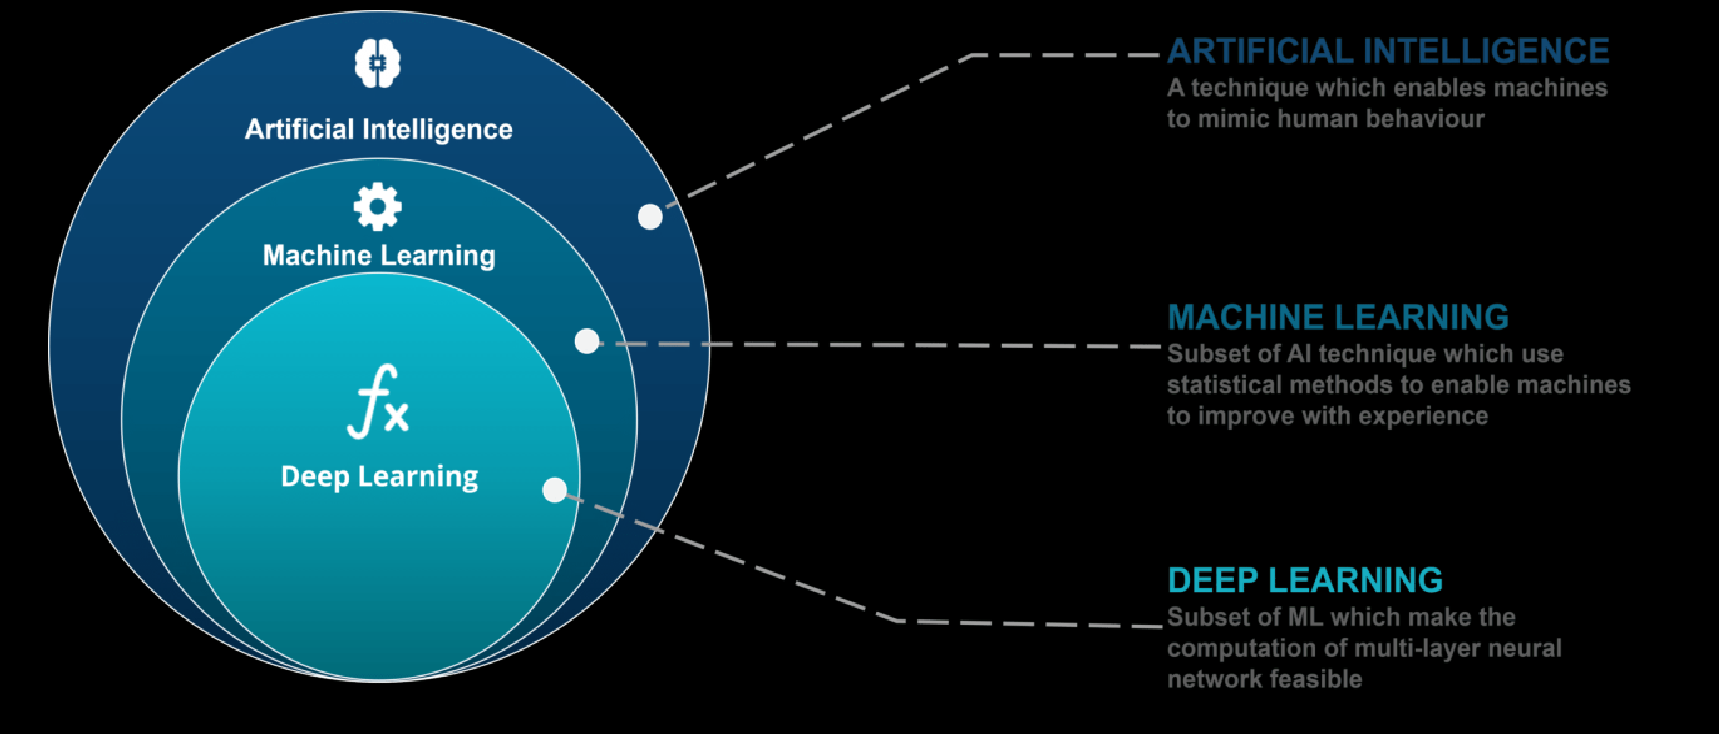 Artificial Intelligence
Machine Learning
fx
Deep Learning
ARTIFICIAL INTELLIGENCE
A technique which enables machines
to mimic human behaviour
MACHINE LEARNING
Subset of AI technique which use
statistical methods to enable machines
to improve with experience
DEEP LEARNING
Subset of ML which make the
computation of multi-layer neural
network feasible